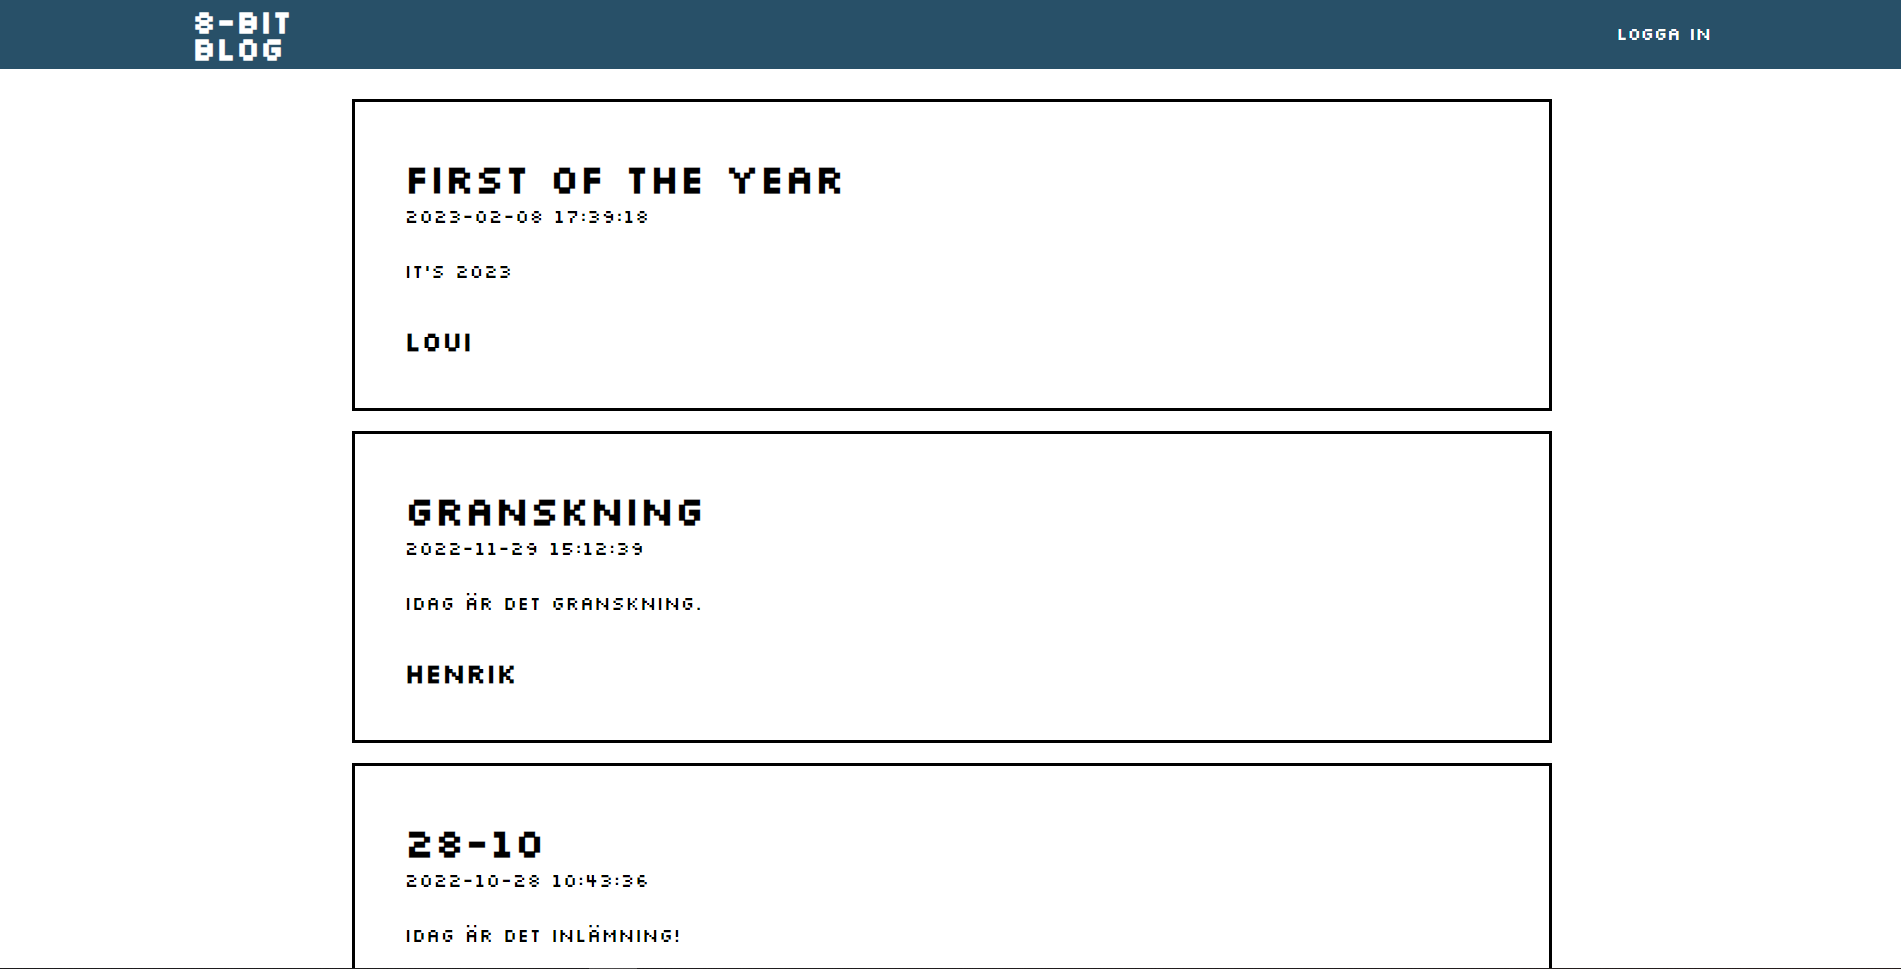 8-BIT
BLOG
LOGGA IN
FIRST OF THE YEAR
2023-02-08 17:39:18
IT'S 2023
LOUI
GRANSKNING
2022-11-29 15:12:39
IDAG ÄR DET GRANSKNING.
HENRIK
28-10
2022-10-28 10:43:36
IDAG ÄR DET INLÄMNING!